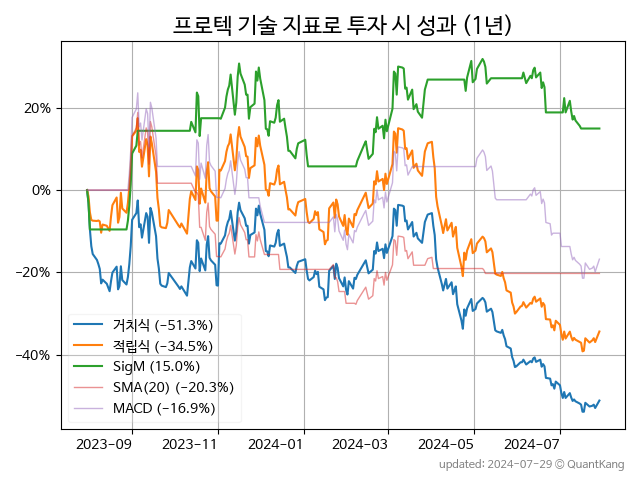 프로텍 기술 지표로 투자 시 성과 (1년)
20%
0%
−20%
−40%
거치식 (−51.3%)
적립식 (−34.5%)
SigM (15.0%)
SMA(20) (−20.3%)
MACD (−16.9%)
2023-09
2023-11
2024-01
2024-03
2024-05
2024-07
updated: 2024-07-29 © QuantKang